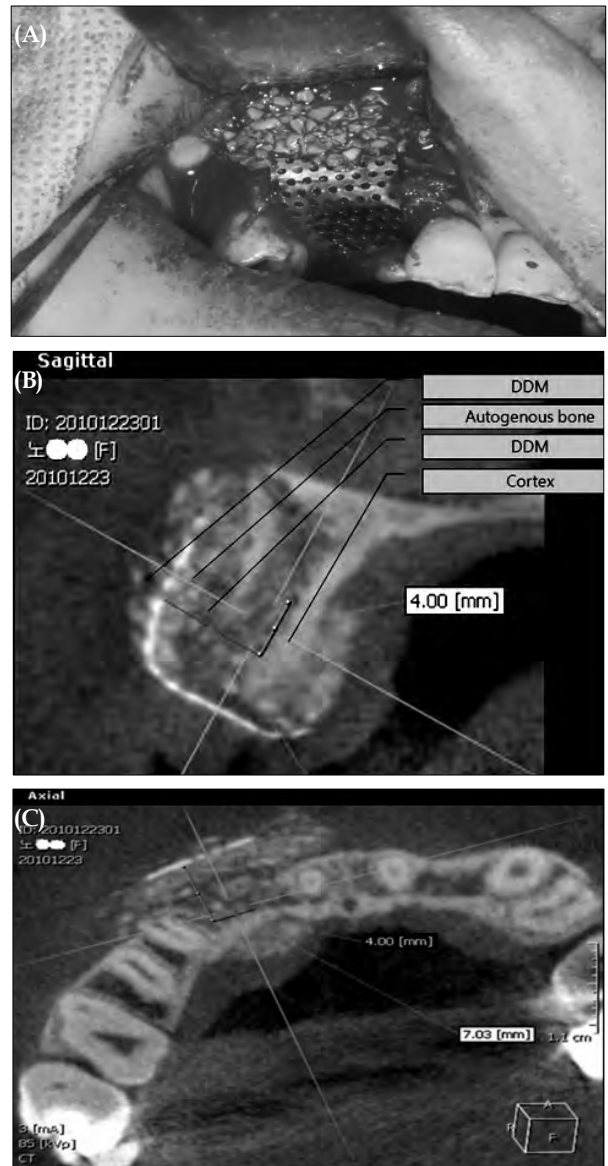 (A)
Sagittal
(B)
DDM
Autogenous bone
DDM
Cortex
ID: 2010122301
노 [F]
20101223
4.00 [mm]
Axial
(C)
ID: 2010122301
노 [F]
20101223
4.00 [mm]
7.03 [mm]
1.1 cm
3 [mA]
85 [kVp]
CT
A
R
F